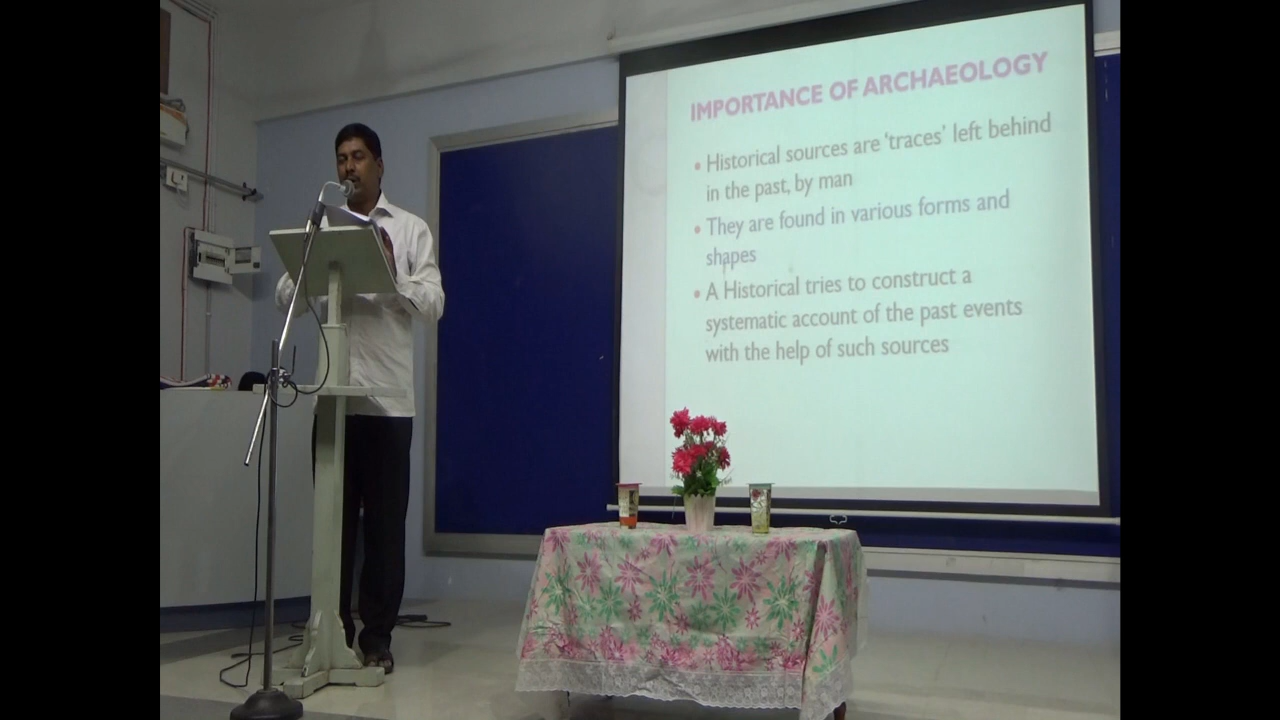 IMPORTANCE OF ARCHAEOLOGY
• Historical sources are ‘traces’ left behind
in the past, by man
• They are found in various forms and
shapes
• A Historical tries to construct a
systematic account of the past events
with the help of such sources